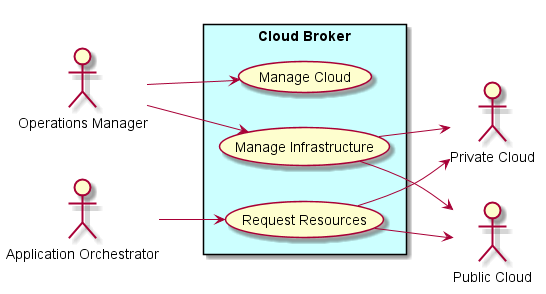 Cloud Broker
Manage Cloud
Operations Manager
Manage Infrastructure
Private Cloud
Request Resources
Application Orchestrator
Public Cloud